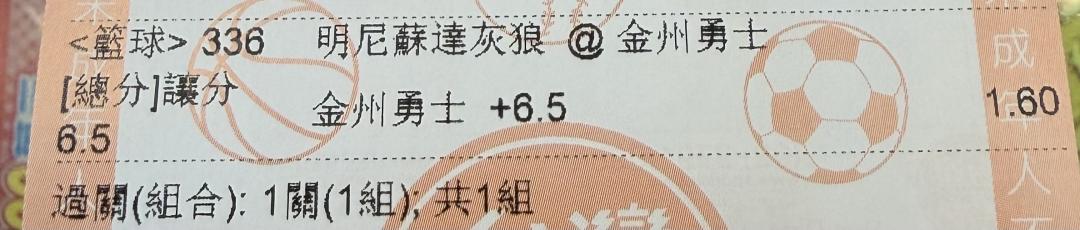 <籃球> 336 明尼蘇達灰狼 @ 金州勇士
[總分]讓分 金州勇士 +6.5 1.60
6.5
過關(組合): 1關(1組); 共1組
成
人